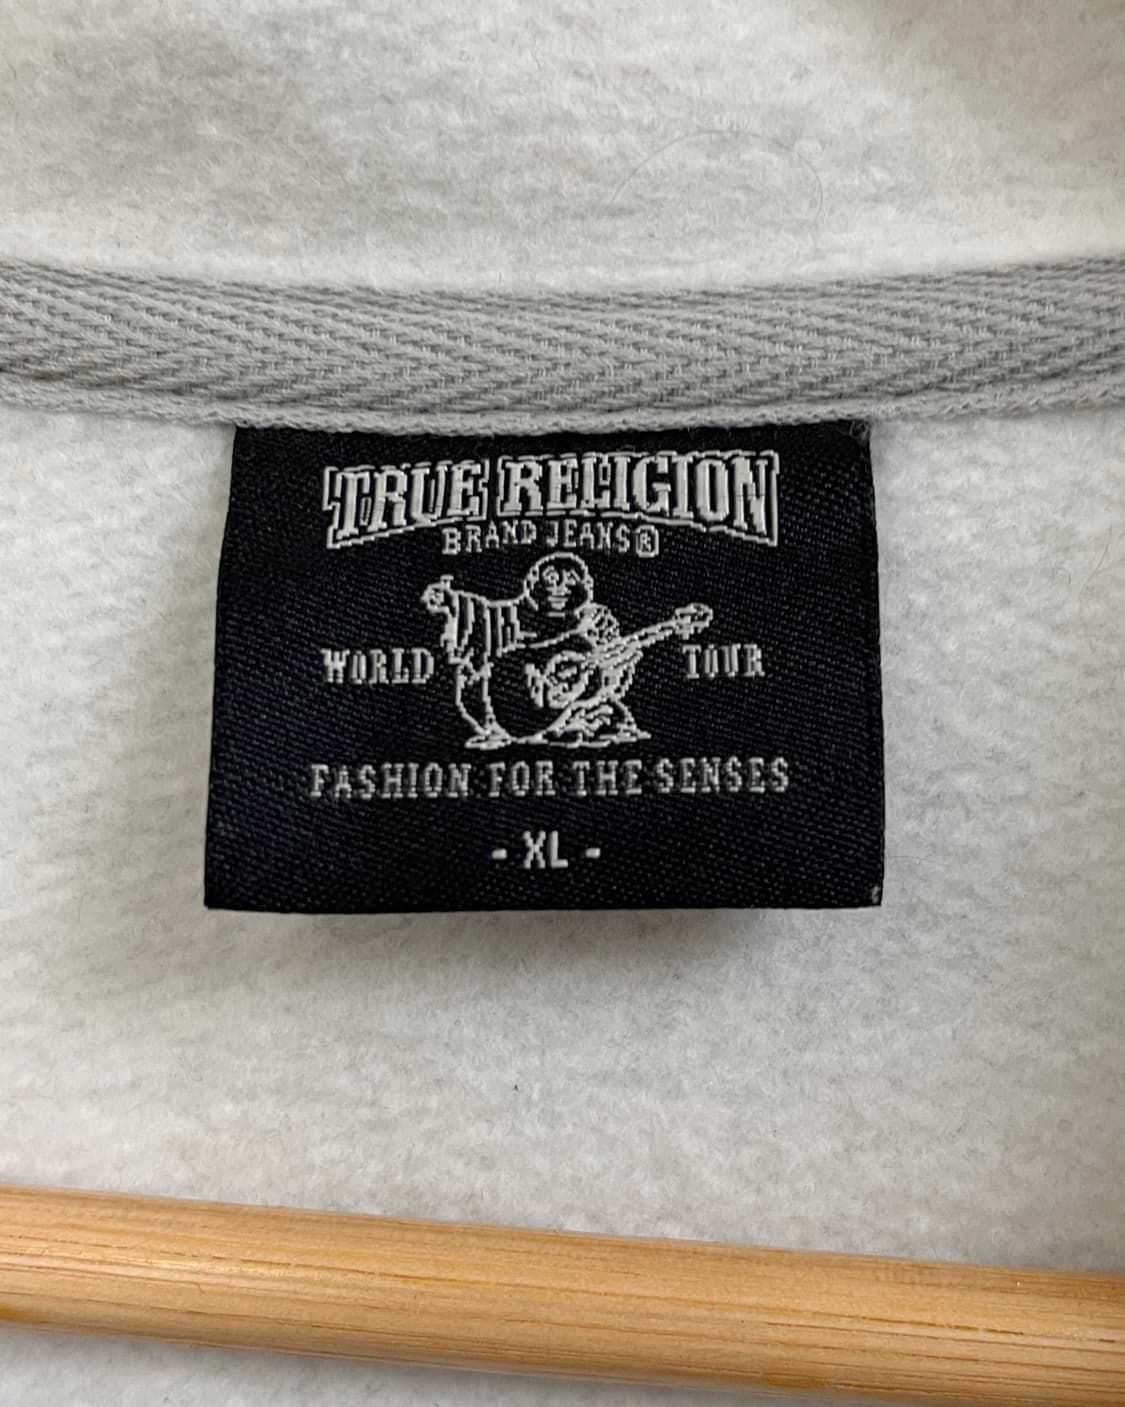 TRUE RELIGION
BRAND JEANS®
WORLD TOUR
FASHION FOR THE SENSES
- XL -